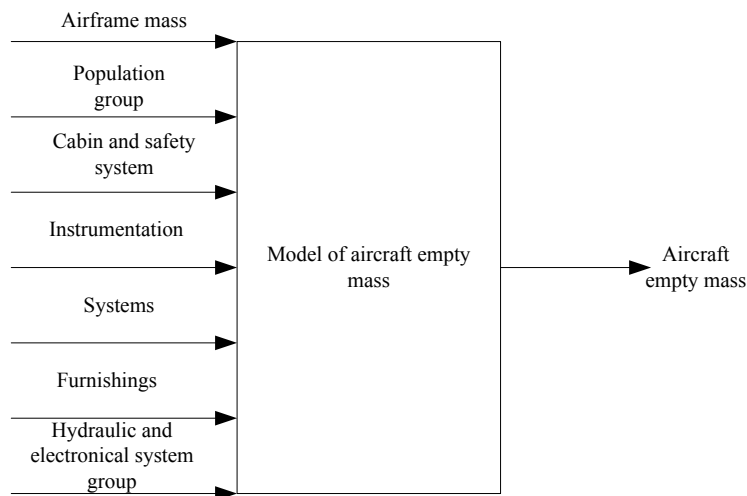 Airframe mass
Population
group
Cabin and safety
system
Instrumentation
Systems
Furnishings
Hydraulic and
electronical system
group
Model of aircraft empty
mass
Aircraft
empty mass